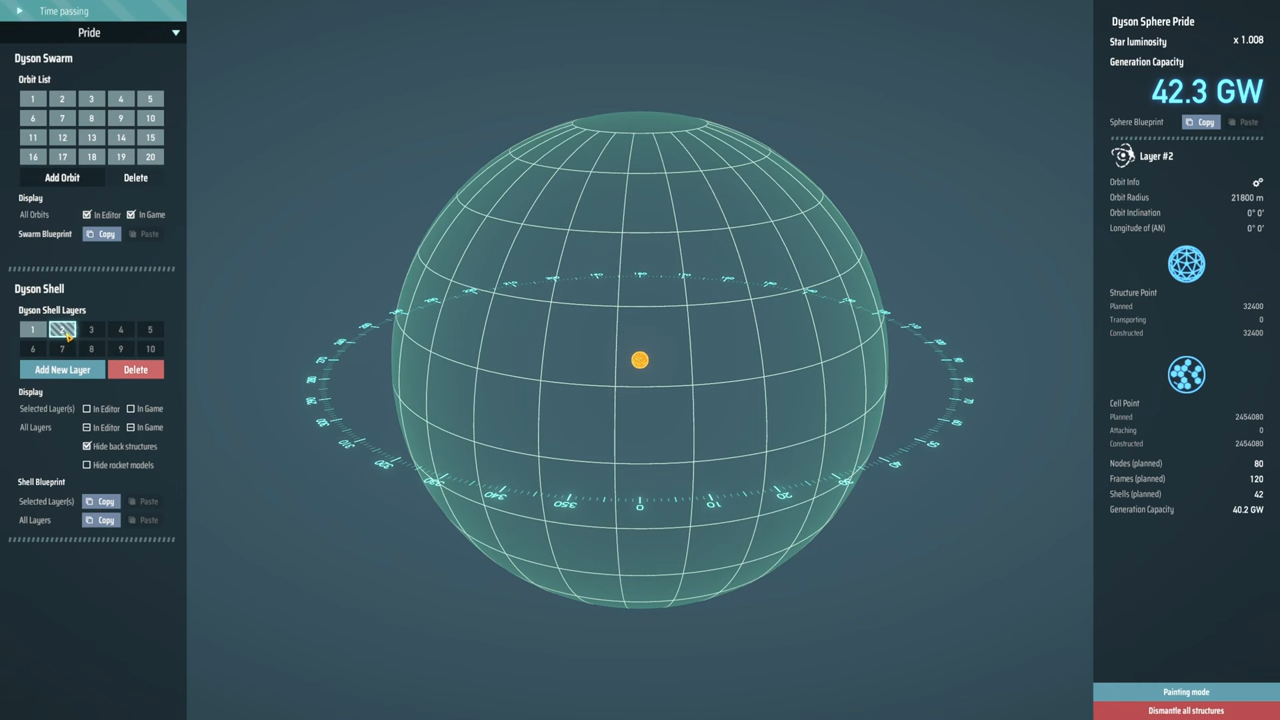 Time passing
Pride
Dyson Swarm
Orbit List
1 2 3 4 5
6 7 8 9 10
11 12 13 14 15
16 17 18 19 20
Add Orbit Delete
Display
All Orbits In Editor In Game
Swarm Blueprint Copy Paste
Dyson Shell
Dyson Shell Layers
1 3 4 5
6 7 8 9 10
Add New Layer Delete
Display
Selected Layer(s) In Editor In Game
All Layers In Editor In Game
Hide back structures
Hide rocket models
Shell Blueprint
Selected Layer(s) Copy Paste
All Layers Copy Paste
340 350 0 10 20
Dyson Sphere Pride
Star luminosity x 1.008
Generation Capacity
42.3 GW
Sphere Blueprint Copy Paste
Layer #2
Orbit Info
Orbit Radius 21800 m
Orbit Inclination 0° 0'
Longitude of (AN) 0° 0'
Structure Point
Planned 32400
Transporting 0
Constructed 32400
Cell Point
Planned 2454080
Attaching 0
Constructed 2454080
Nodes (planned) 80
Frames (planned) 120
Shells (planned) 42
Generation Capacity 40.2 GW
Painting mode
Dismantle all structures